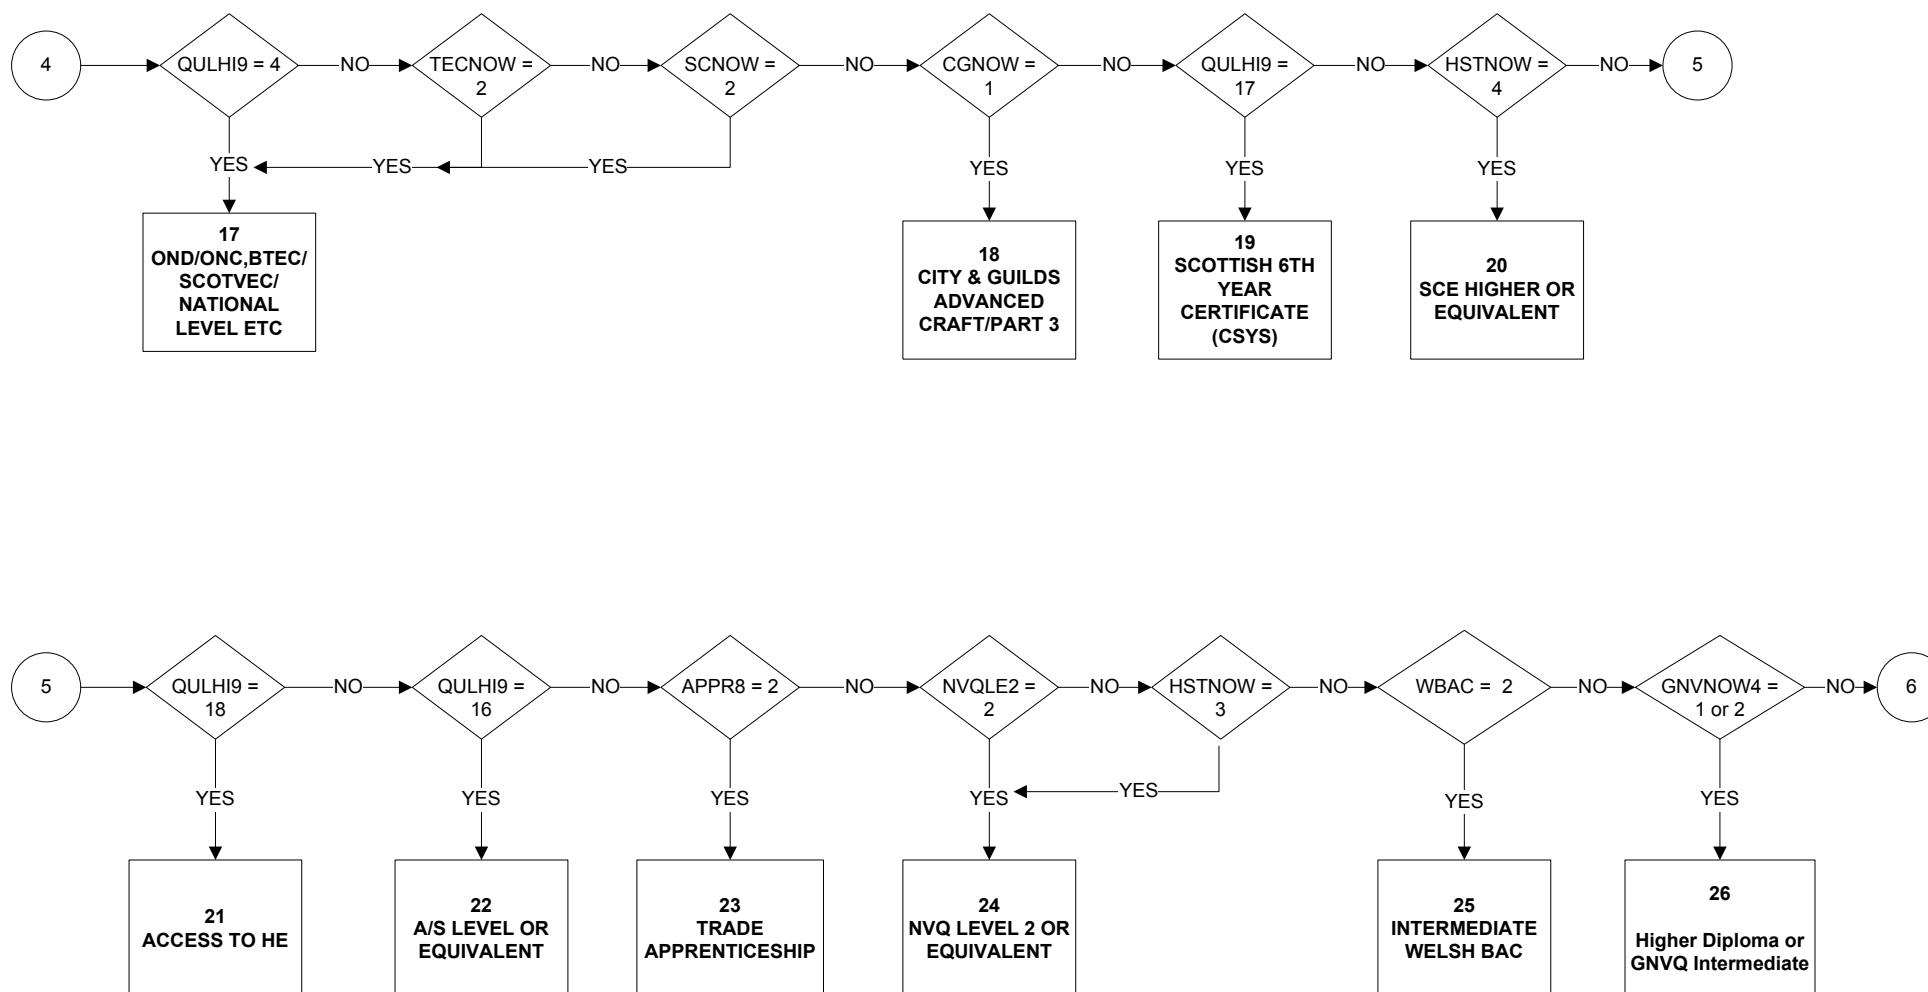 4
QULHI9 = 4
NO
TECNOW =
2
NO
SCNOW =
2
NO
CGNOW =
1
NO
QULHI9 =
17
NO
HSTNOW =
4
NO
5
YES
YES
YES
YES
YES
YES
17
OND/ONC,BTEC/
SCOTVEC/
NATIONAL
LEVEL ETC
18
CITY & GUILDS
ADVANCED
CRAFT/PART 3
19
SCOTTISH 6TH
YEAR
CERTIFICATE
(CSYS)
20
SCE HIGHER OR
EQUIVALENT
5
QULHI9 =
18
NO
QULHI9 =
16
NO
APPR8 = 2
NO
NVQLE2 =
2
NO
HSTNOW =
3
NO
WBAC = 2
NO
GNVNOW4 =
1 or 2
NO
6
YES
YES
YES
YES
YES
YES
YES
21
ACCESS TO HE
22
A/S LEVEL OR
EQUIVALENT
23
TRADE
APPRENTICESHIP
24
NVQ LEVEL 2 OR
EQUIVALENT
25
INTERMEDIATE
WELSH BAC
26
Higher Diploma or
GNVQ Intermediate